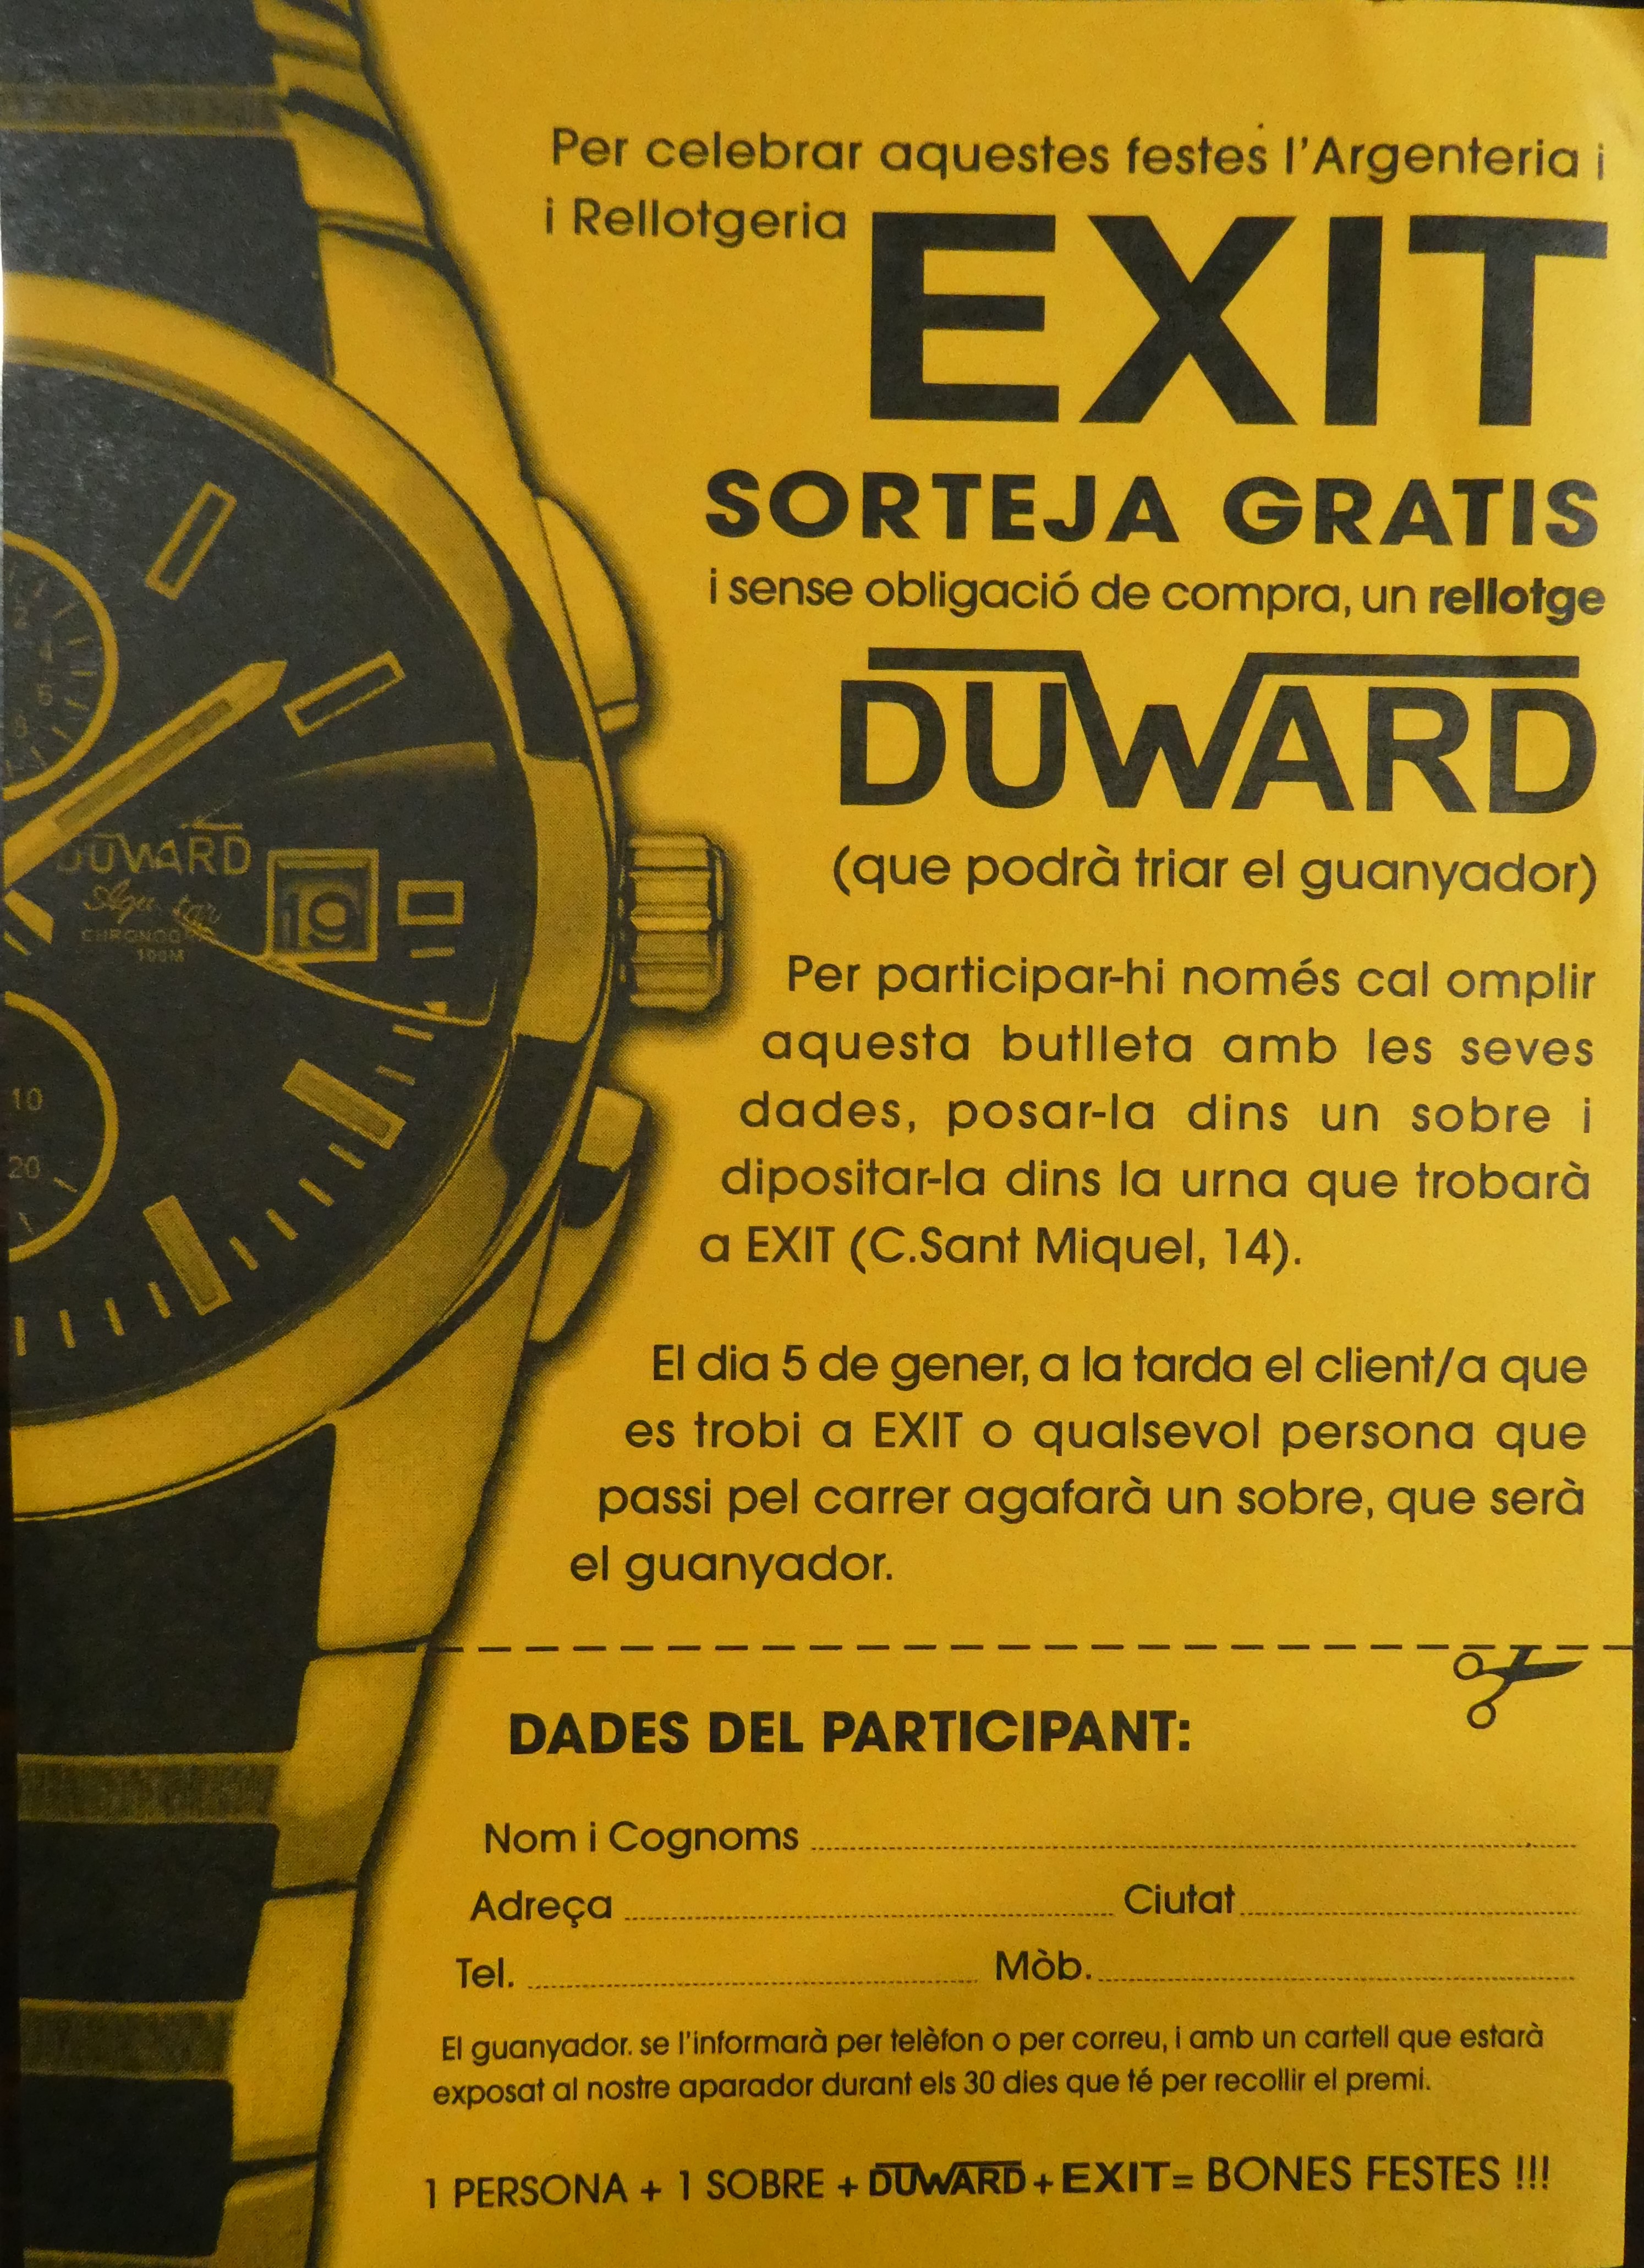 Per celebrar aquestes festes l'Argenteria i
i Rellotgeria EXIT
SORTEJA GRATIS
i sense obligació de compra, un rellotge
DUWARD
(que podrà triar el guanyador)
Per participar-hi només cal omplir
aquesta butlleta amb les seves
dades, posar-la dins un sobre i
dipositar-la dins la urna que trobarà
a EXIT (C.Sant Miquel, 14).
El dia 5 de gener, a la tarda el client/a que
es trobi a EXIT o qualsevol persona que
passi pel carrer agafarà un sobre, que serà
el guanyador.
DUWARD
19
100M
10
20
DADES DEL PARTICIPANT:
Nom i Cognoms
Adreça Ciutat
Tel. Mòb.
El guanyador. se l'informarà per telèfon o per correu, i amb un cartell que estarà
exposat al nostre aparador durant els 30 dies que té per recollir el premi.
1 PERSONA + 1 SOBRE + DUWARD + EXIT = BONES FESTES !!!